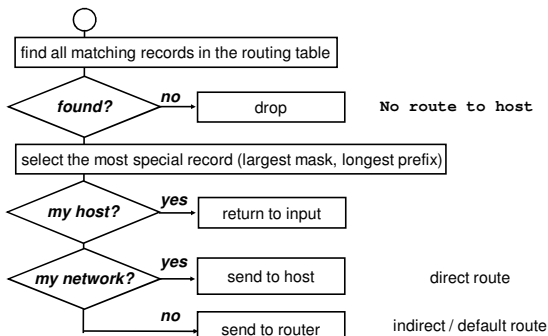 find all matching records in the routing table
found?
no
drop
No route to host
select the most special record (largest mask, longest prefix)
my host?
yes
return to input
my network?
yes
send to host
direct route
no
send to router
indirect / default route